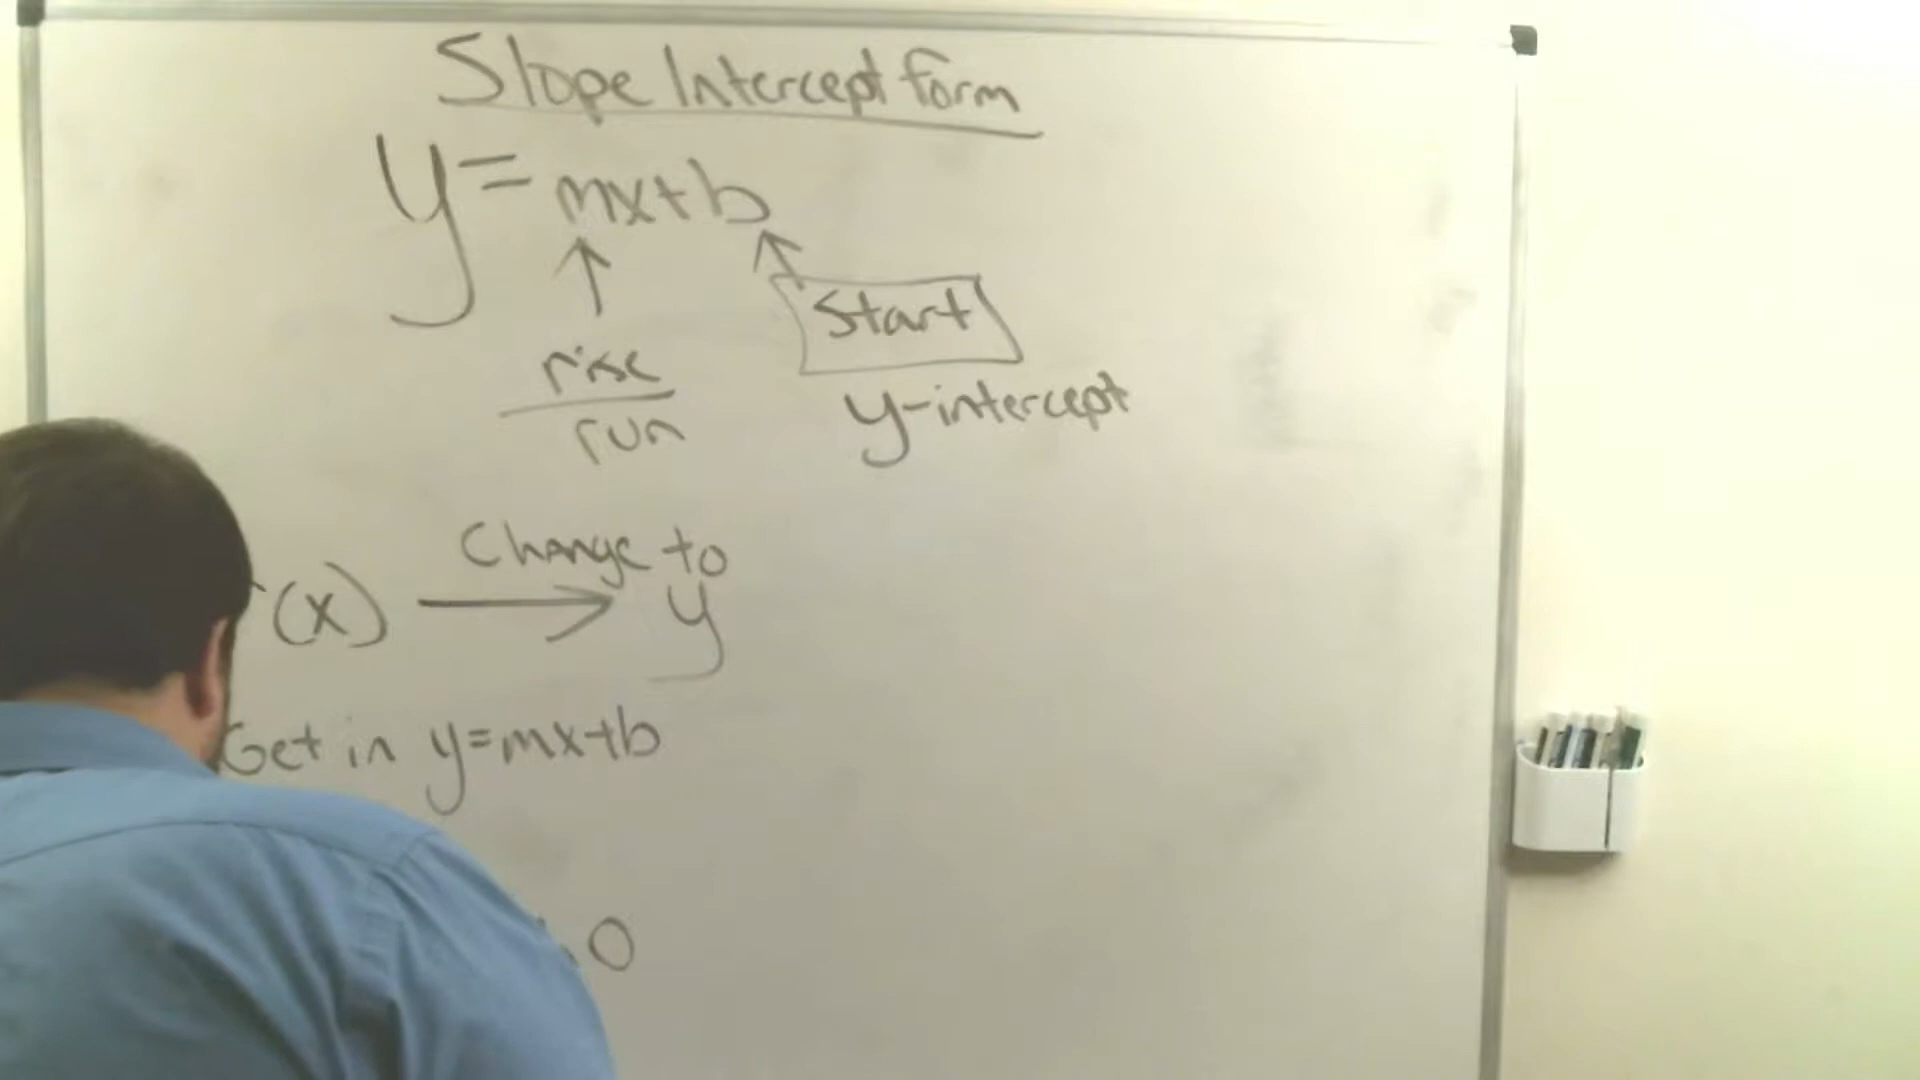 Slope Intercept form
y=mx+b
Start
rise
run
y-intercept
Change to
(x) → y
Get in y=mx+b
0